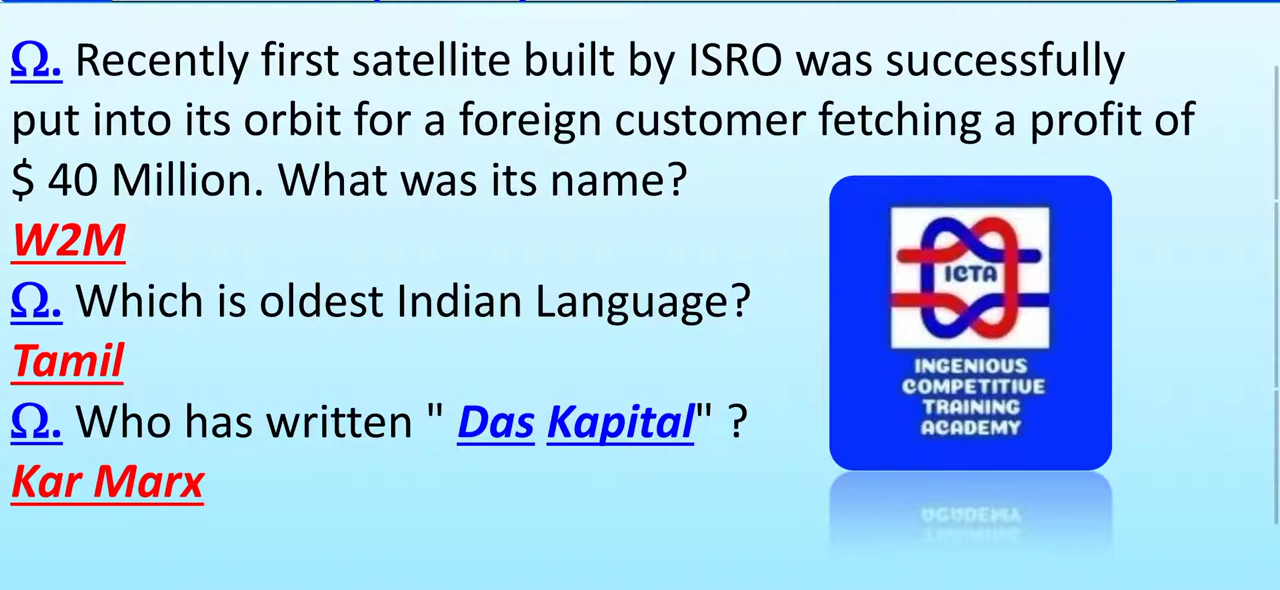 Ω. Recently first satellite built by ISRO was successfully
put into its orbit for a foreign customer fetching a profit of
$ 40 Million. What was its name?
W2M
Ω. Which is oldest Indian Language?
Tamil
Ω. Who has written " Das Kapital" ?
Kar Marx
ICTA
INGENIOUS
COMPETITIUE
TRAINING
ACADEMY